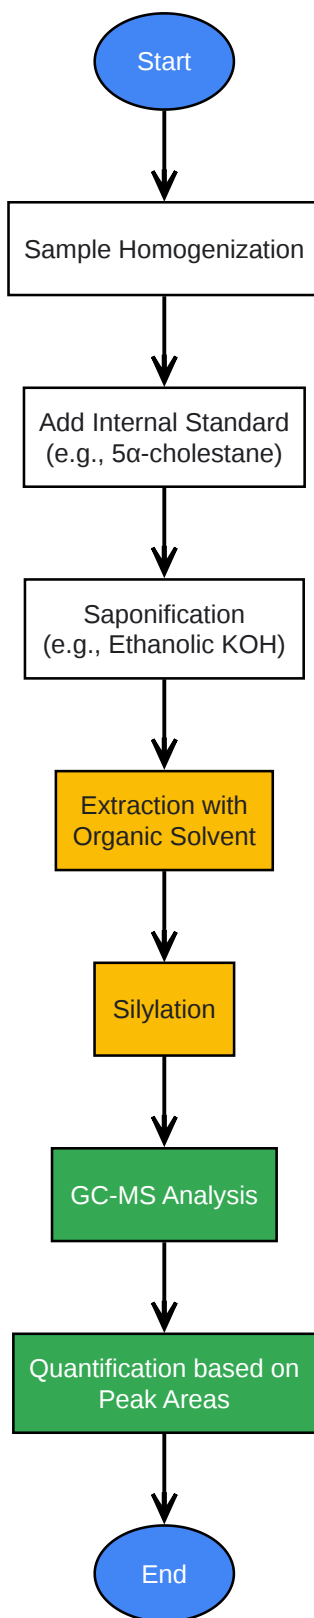 Start
Sample Homogenization
Add Internal Standard
(e.g., 5α-cholestane)
Saponification
(e.g., Ethanolic KOH)
Extraction with
Organic Solvent
Silylation
GC-MS Analysis
Quantification based on
Peak Areas
End